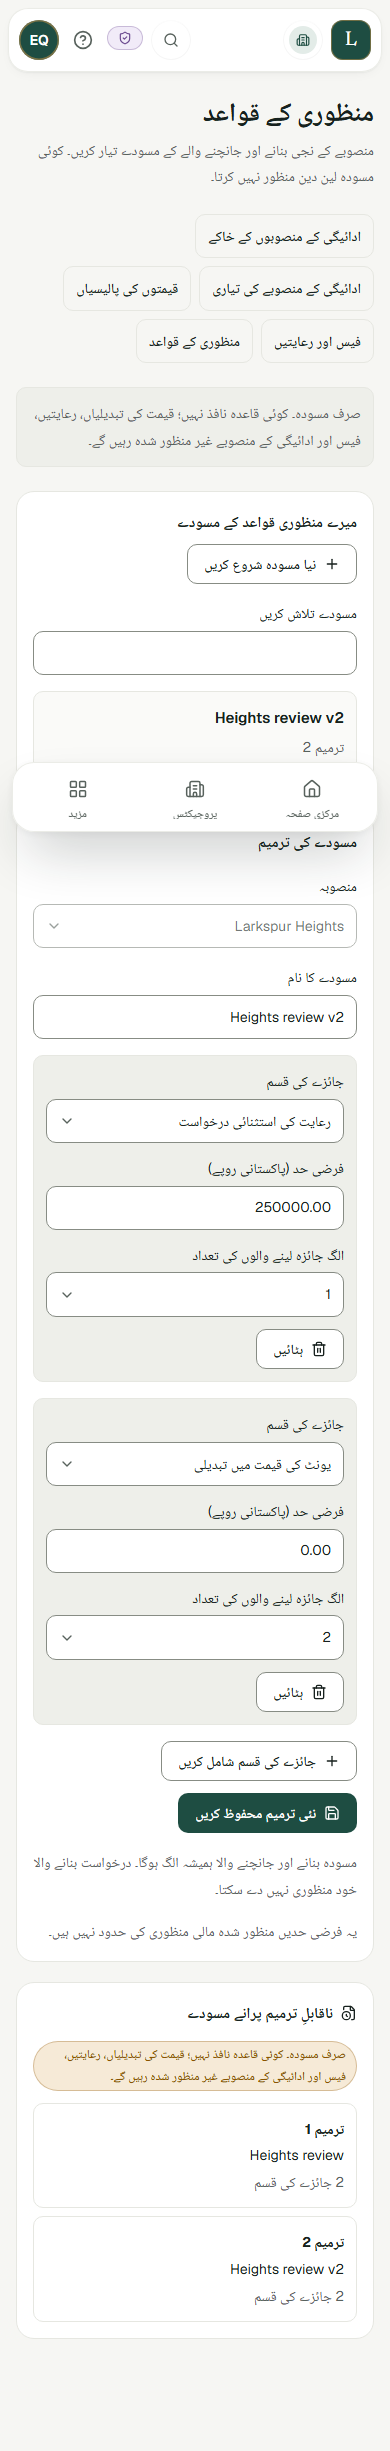 L
EQ
منظوری کے قواعد
منصوبے کے نجی بنانے اور جانچنے والے کے مسودے تیار کریں۔ کوئی
مسودہ لین دین منظور نہیں کرتا۔
ادائیگی کے منصوبوں کے خاکے
ادائیگی کے منصوبے کی تیاری
قیمتوں کی پالیسیاں
فیس اور رعایتیں
منظوری کے قواعد
صرف مسودہ۔ کوئی قاعدہ نافذ نہیں؛ قیمت کی تبدیلیاں، رعایتیں،
فیس اور ادائیگی کے منصوبے غیر منظور شدہ رہیں گے۔
میرے منظوری قواعد کے مسودے
نیا مسودہ شروع کریں
مسودے تلاش کریں
Heights review v2
ترمیم 2
مرکزی صفحہ
پروجیکٹس
مزید
مسودے کی ترمیم
منصوبہ
Larkspur Heights
مسودے کا نام
Heights review v2
جائزے کی قسم
رعایت کی استثنائی درخواست
فرضی حد (پاکستانی روپے)
250000.00
الگ جائزہ لینے والوں کی تعداد
1
ہٹائیں
جائزے کی قسم
یونٹ کی قیمت میں تبدیلی
فرضی حد (پاکستانی روپے)
0.00
الگ جائزہ لینے والوں کی تعداد
2
ہٹائیں
جائزے کی قسم شامل کریں
نئی ترمیم محفوظ کریں
مسودہ بنانے اور جانچنے والا ہمیشہ الگ ہوگا۔ درخواست بنانے والا
خود منظوری نہیں دے سکتا۔
یہ فرضی حدیں منظور شدہ مالی منظوری کی حدود نہیں ہیں۔
ناقابلِ ترمیم پرانے مسودے
صرف مسودہ۔ کوئی قاعدہ نافذ نہیں؛ قیمت کی تبدیلیاں، رعایتیں،
فیس اور ادائیگی کے منصوبے غیر منظور شدہ رہیں گے۔
ترمیم 1
Heights review
2 جائزے کی قسم
ترمیم 2
Heights review v2
2 جائزے کی قسم